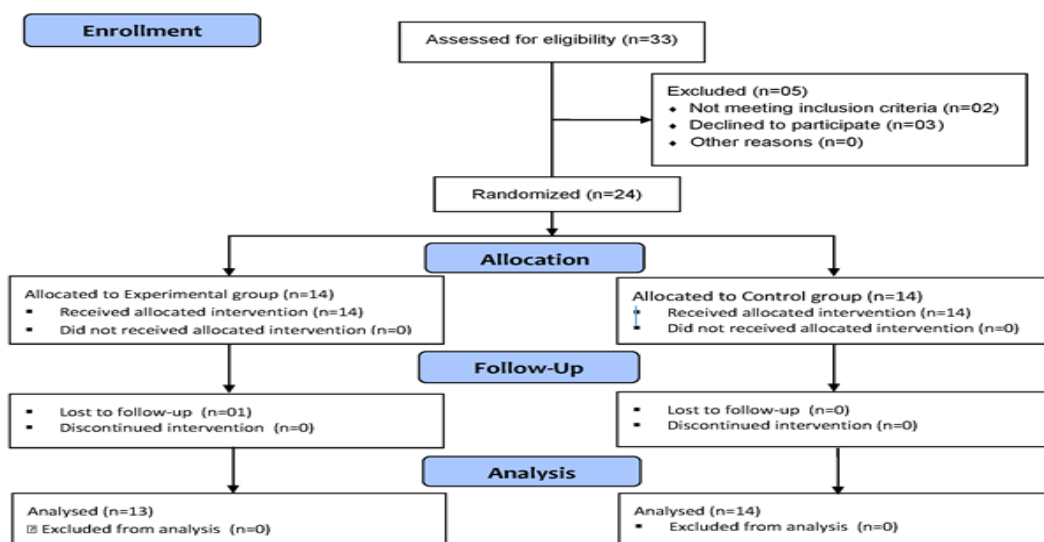 Enrollment
Assessed for eligibility (n=33)
Excluded (n=05)
◆ Not meeting inclusion criteria (n=02)
◆ Declined to participate (n=03)
◆ Other reasons (n=0)
Randomized (n=24)
Allocation
Allocated to Experimental group (n=14)
▪ Received allocated intervention (n=14)
▪ Did not received allocated intervention (n=0)
Allocated to Control group (n=14)
▪ Received allocated intervention (n=14)
▪ Did not received allocated intervention (n=0)
Follow-Up
▪ Lost to follow-up (n=01)
▪ Discontinued intervention (n=0)
▪ Lost to follow-up (n=0)
▪ Discontinued intervention (n=0)
Analysis
Analysed (n=13)
Excluded from analysis (n=0)
Analysed (n=14)
▪ Excluded from analysis (n=0)